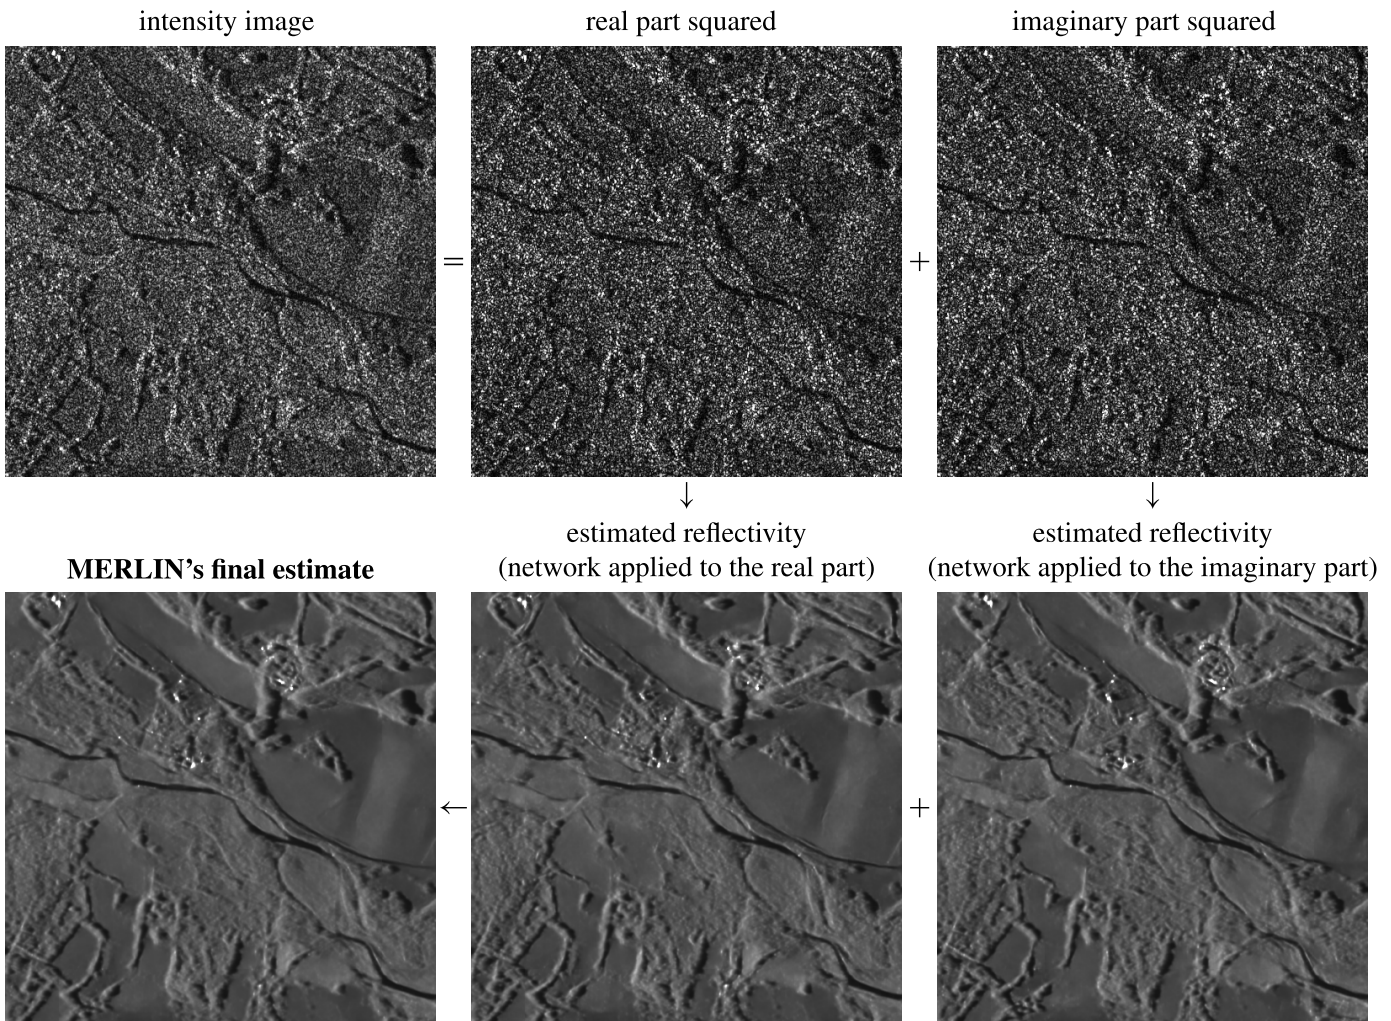 intensity image
real part squared
imaginary part squared
=
+
↓
↓
estimated reflectivity
(network applied to the real part)
estimated reflectivity
(network applied to the imaginary part)
MERLIN's final estimate
←
+